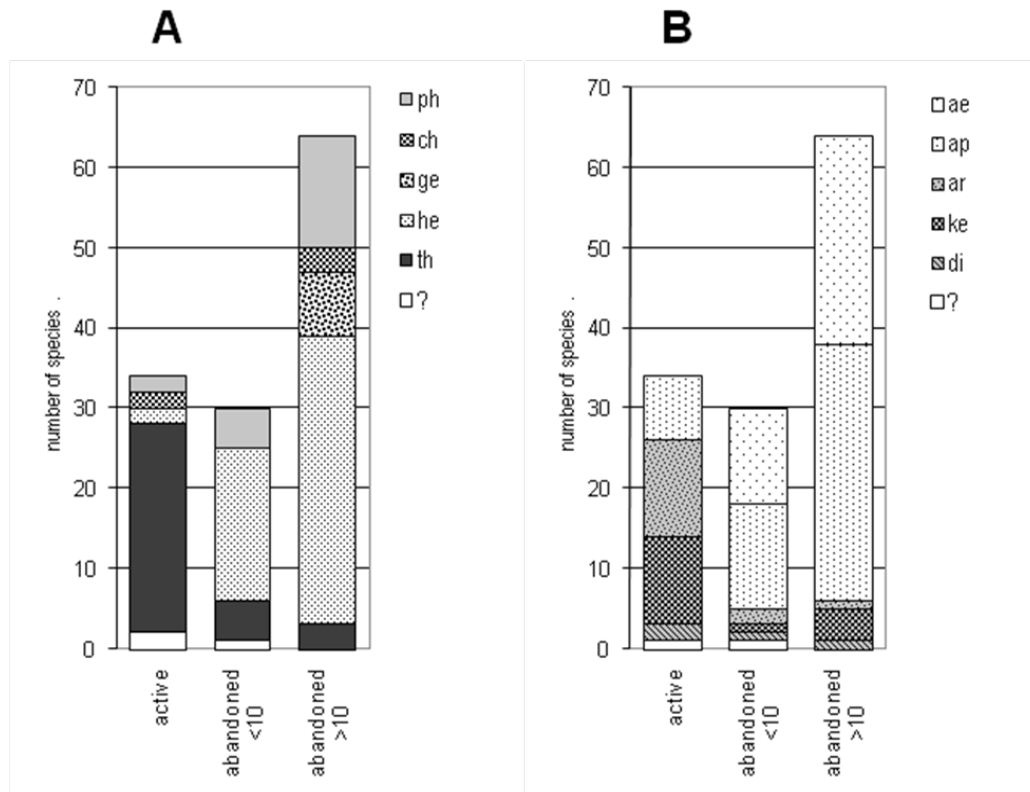 A
70
60
50
40
30
20
10
0
number of species .
active
abandoned
<10
abandoned
>10
ph
ch
ge
he
th
?
B
70
60
50
40
30
20
10
0
number of species .
active
abandoned
<10
abandoned
>10
ae
ap
ar
ke
di
?